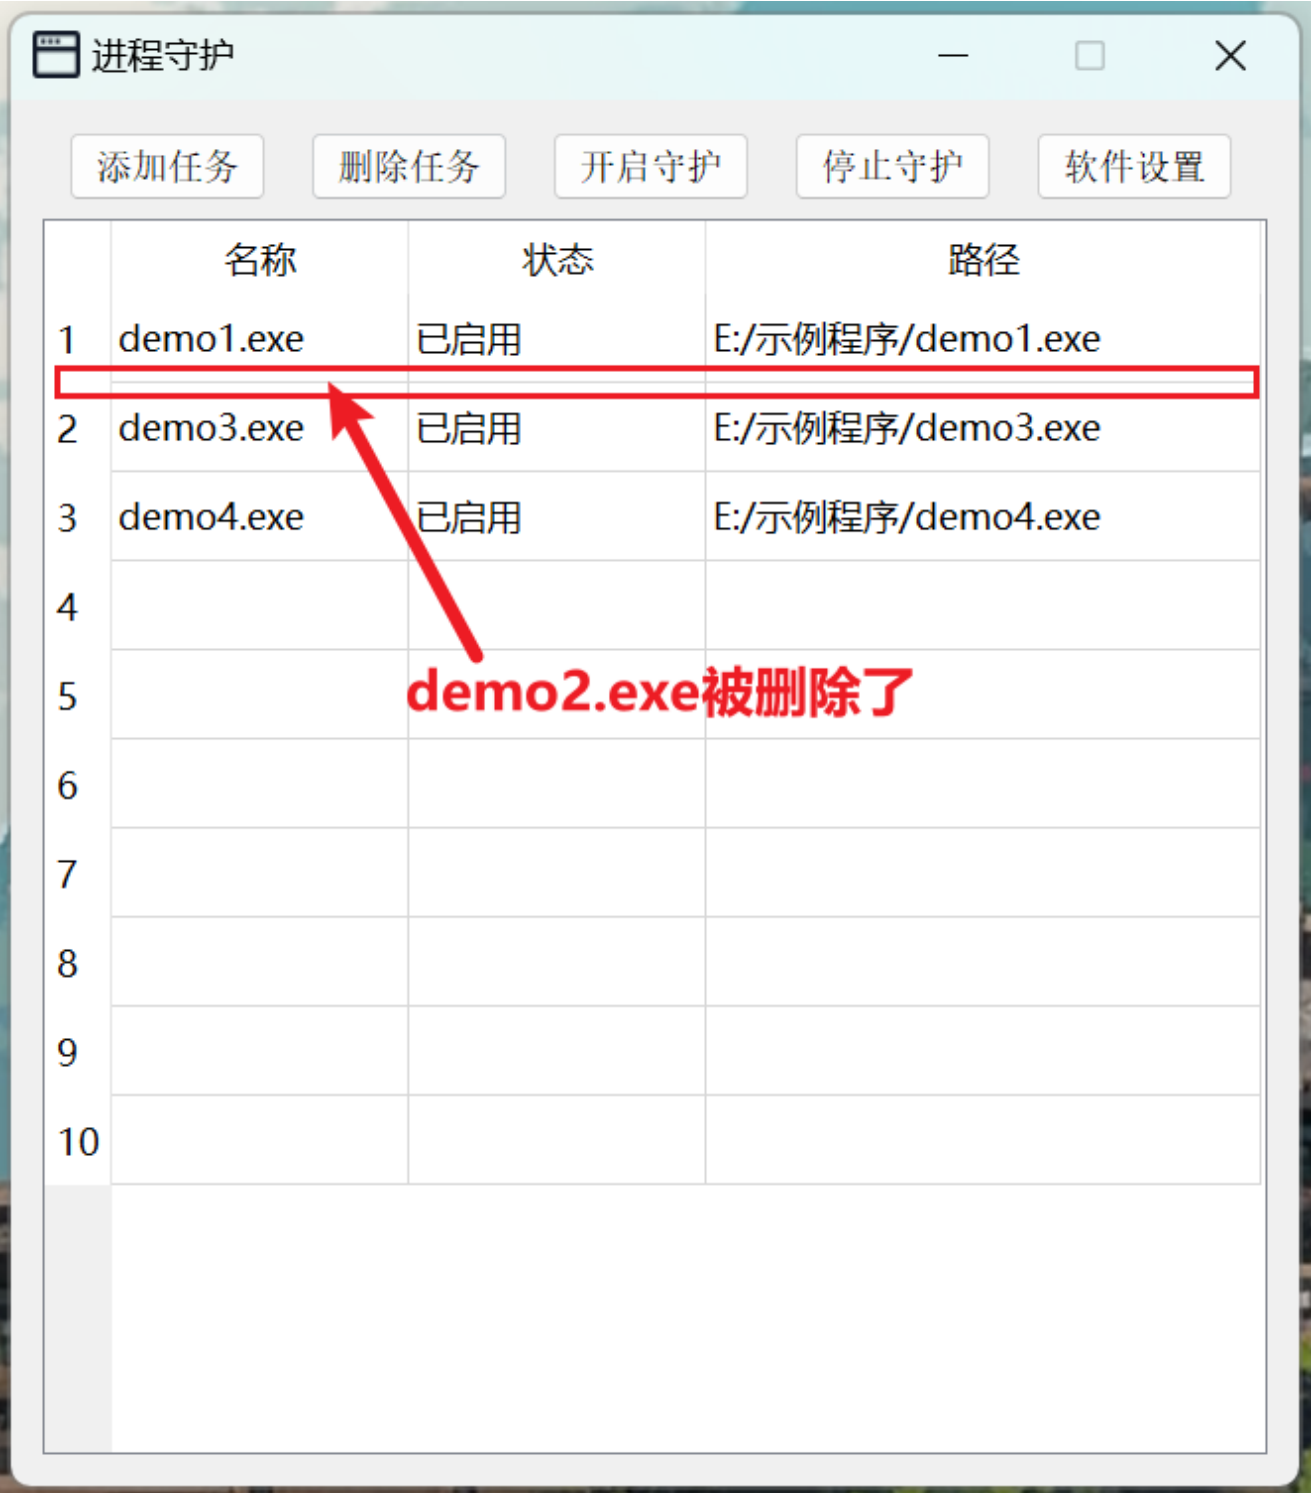 进程守护
添加任务 删除任务 开启守护 停止守护 软件设置
名称 状态 路径
1 demo1.exe 已启用 E:/示例程序/demo1.exe
2 demo3.exe 已启用 E:/示例程序/demo3.exe
3 demo4.exe 已启用 E:/示例程序/demo4.exe
4
5
demo2.exe被删除了
6
7
8
9
10